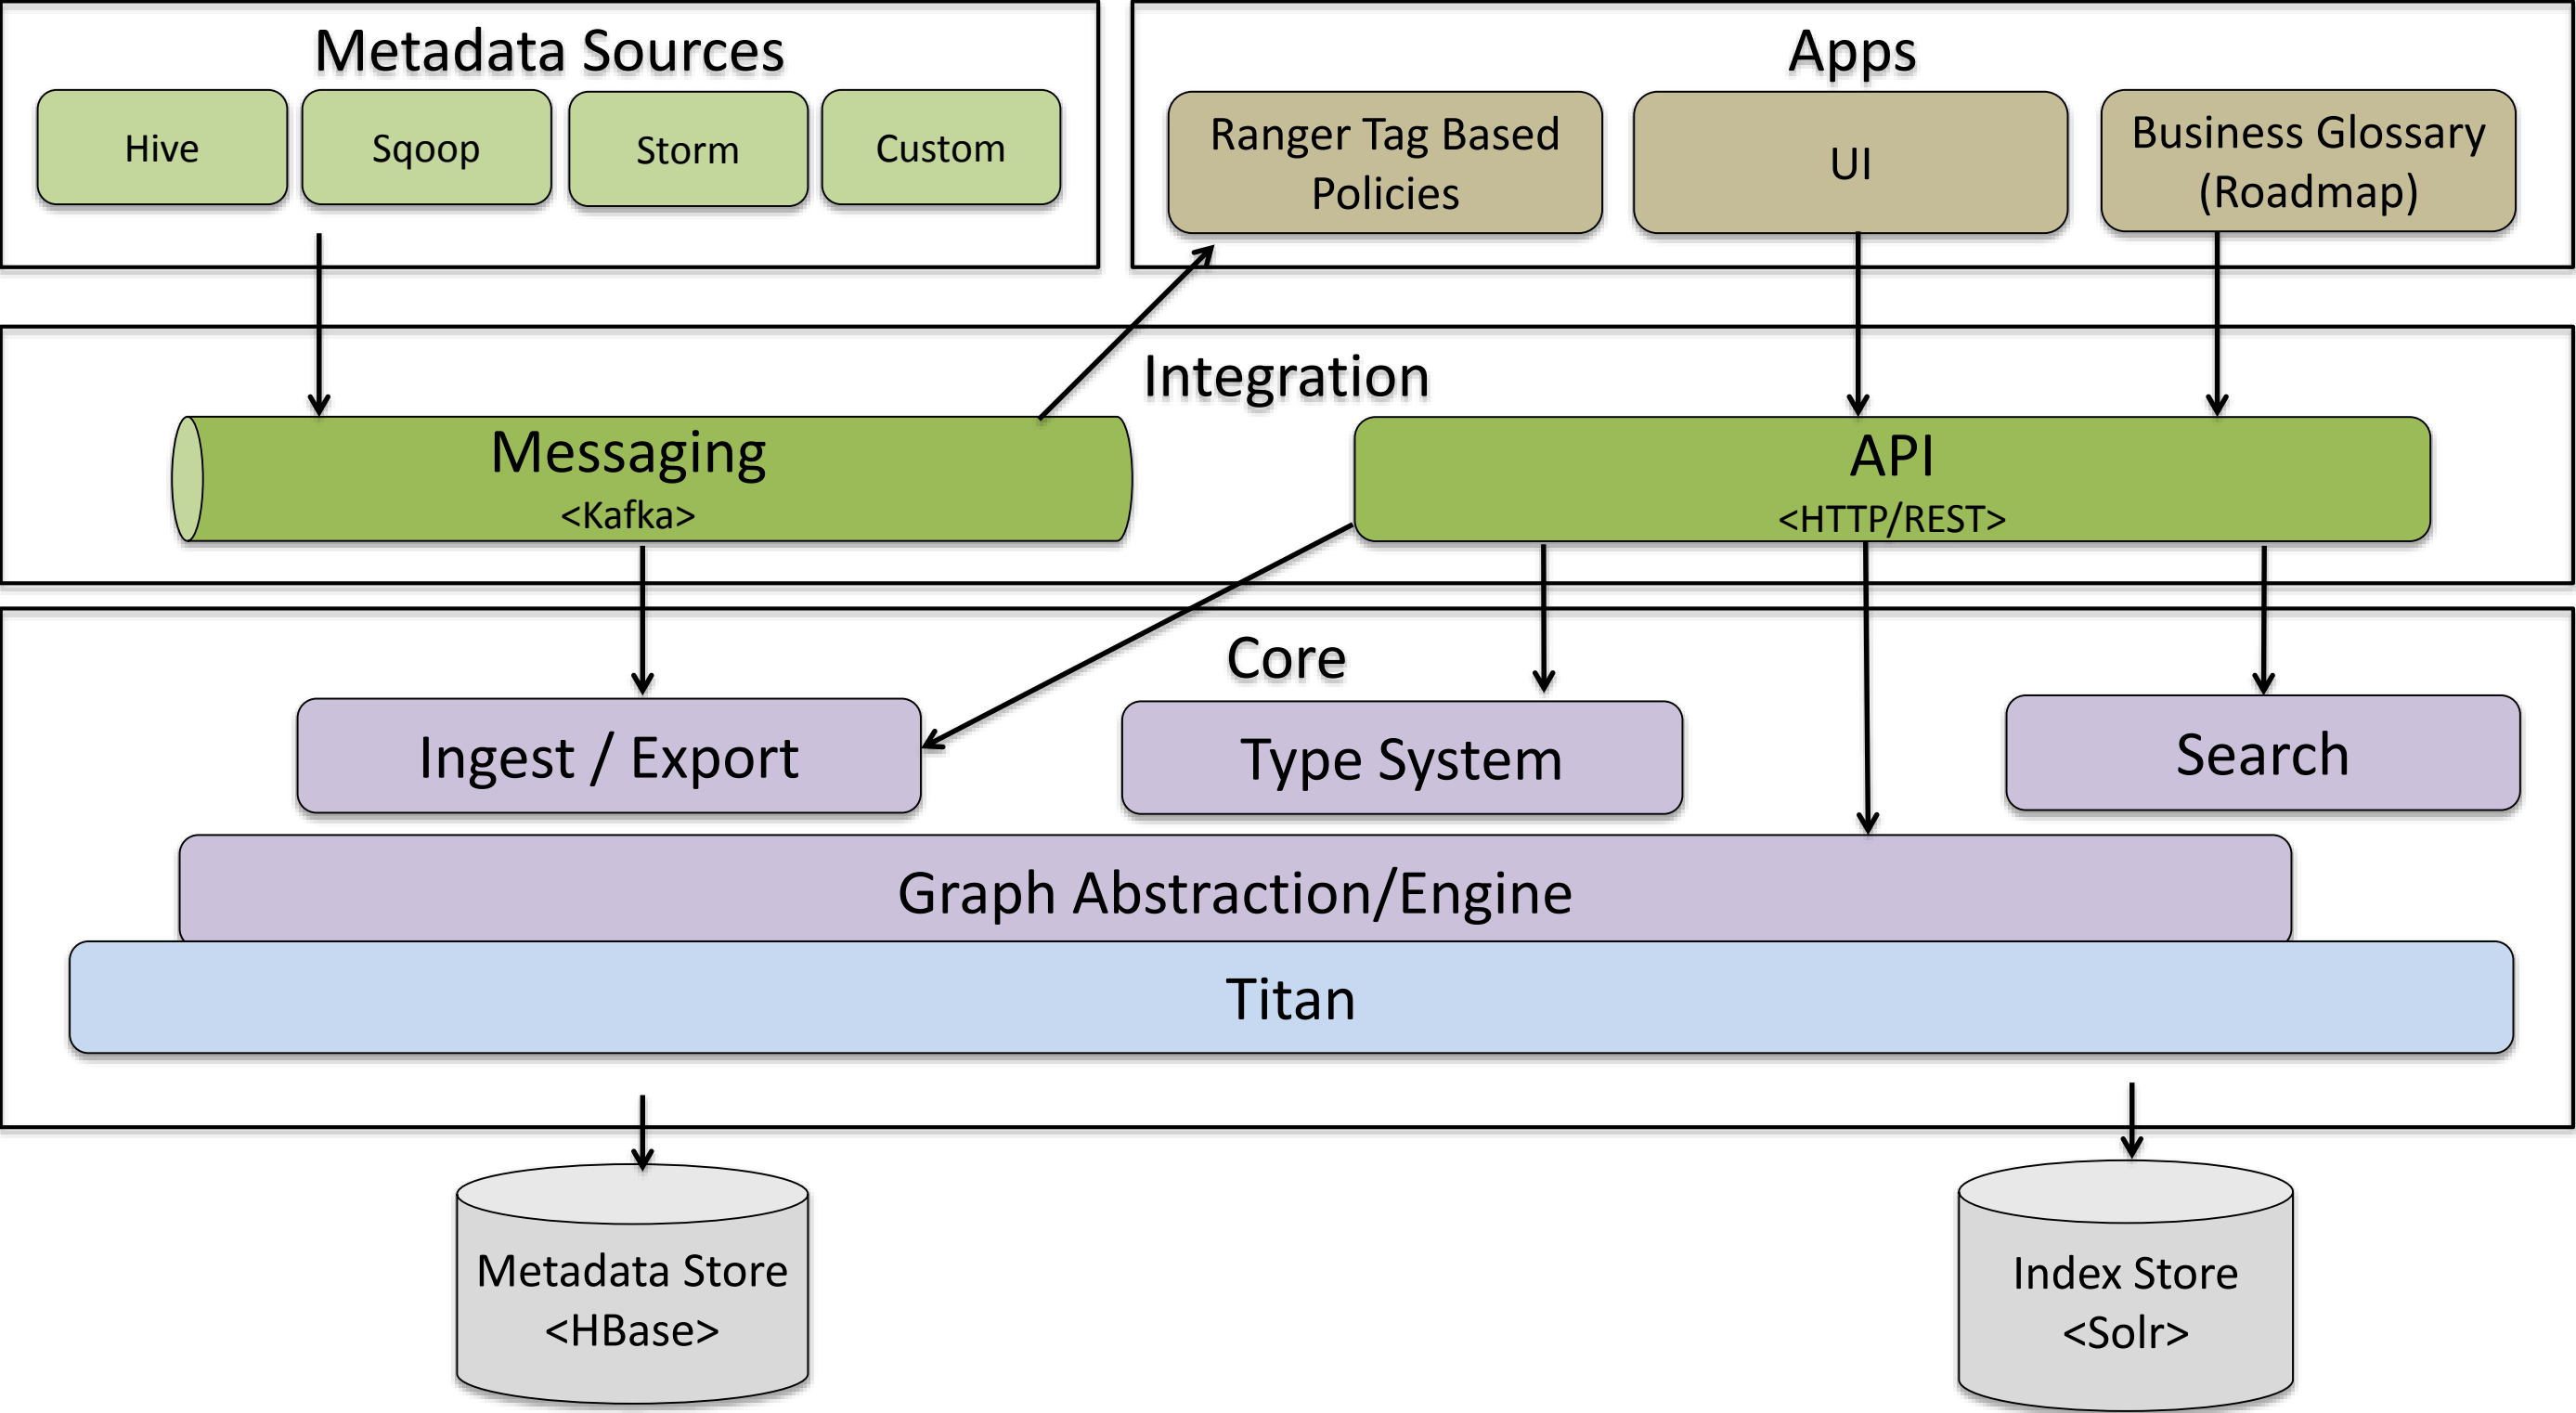 Metadata Sources
Hive
Sqoop
Storm
Custom
Apps
Ranger Tag Based
Policies
UI
Business Glossary
(Roadmap)
Integration
Messaging
<Kafka>
API
<HTTP/REST>
Core
Ingest / Export
Type System
Search
Graph Abstraction/Engine
Titan
Metadata Store
<HBase>
Index Store
<Solr>